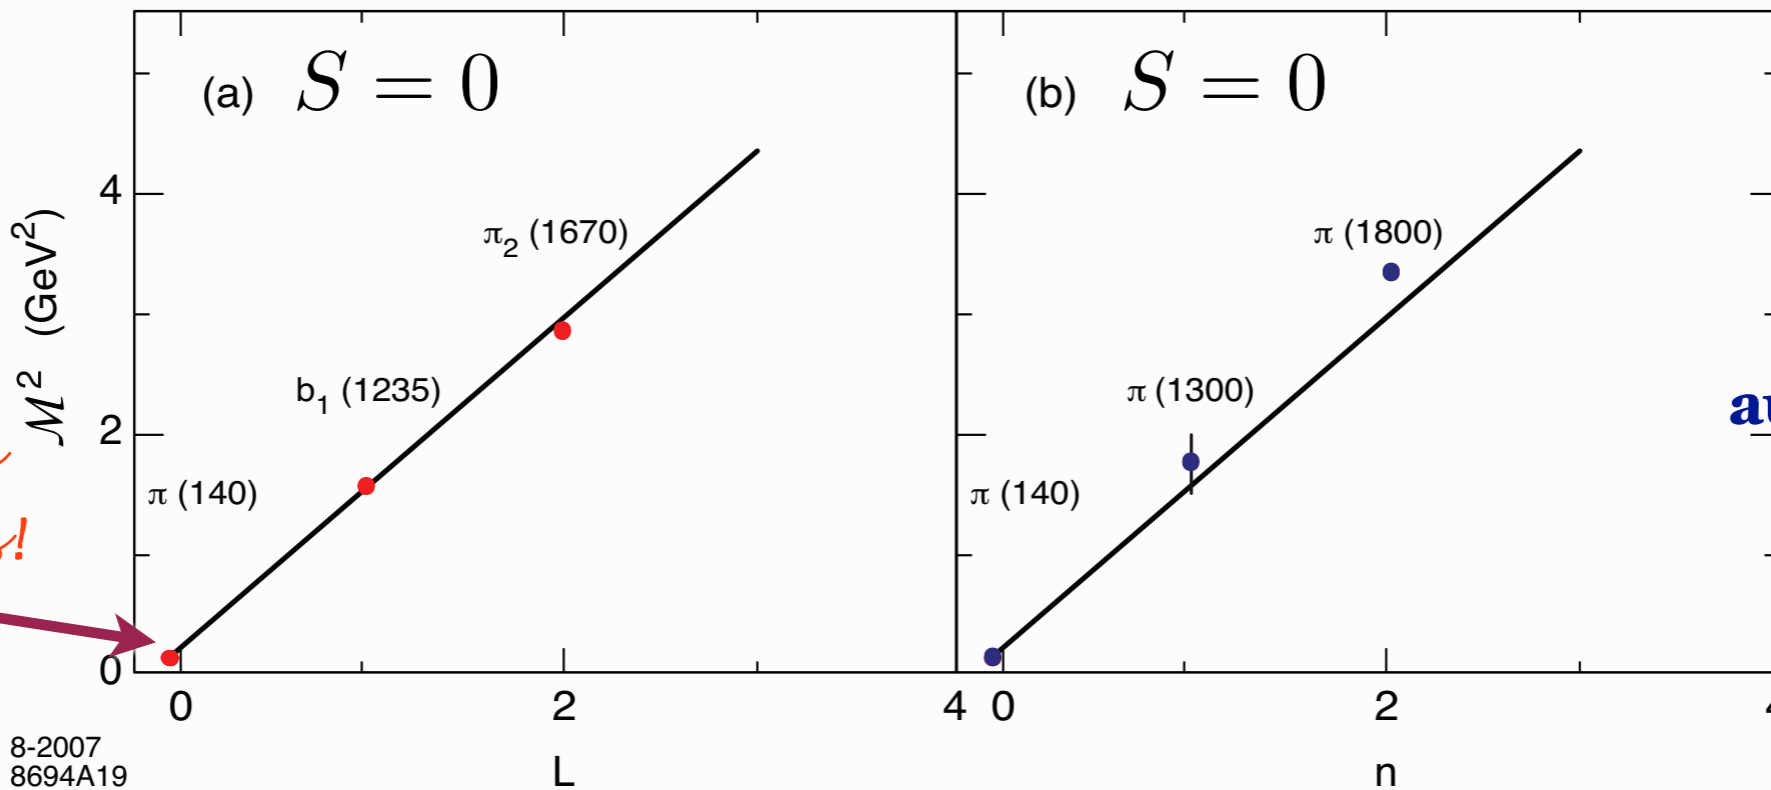 (a) S = 0
(b) S = 0
4
π₂ (1670)
π (1800)
ℳ² (GeV²)
b₁ (1235)
π (1300)
2
π (140)
π (140)
0
0 2 4
0 2
L
n
8-2007
8694A19